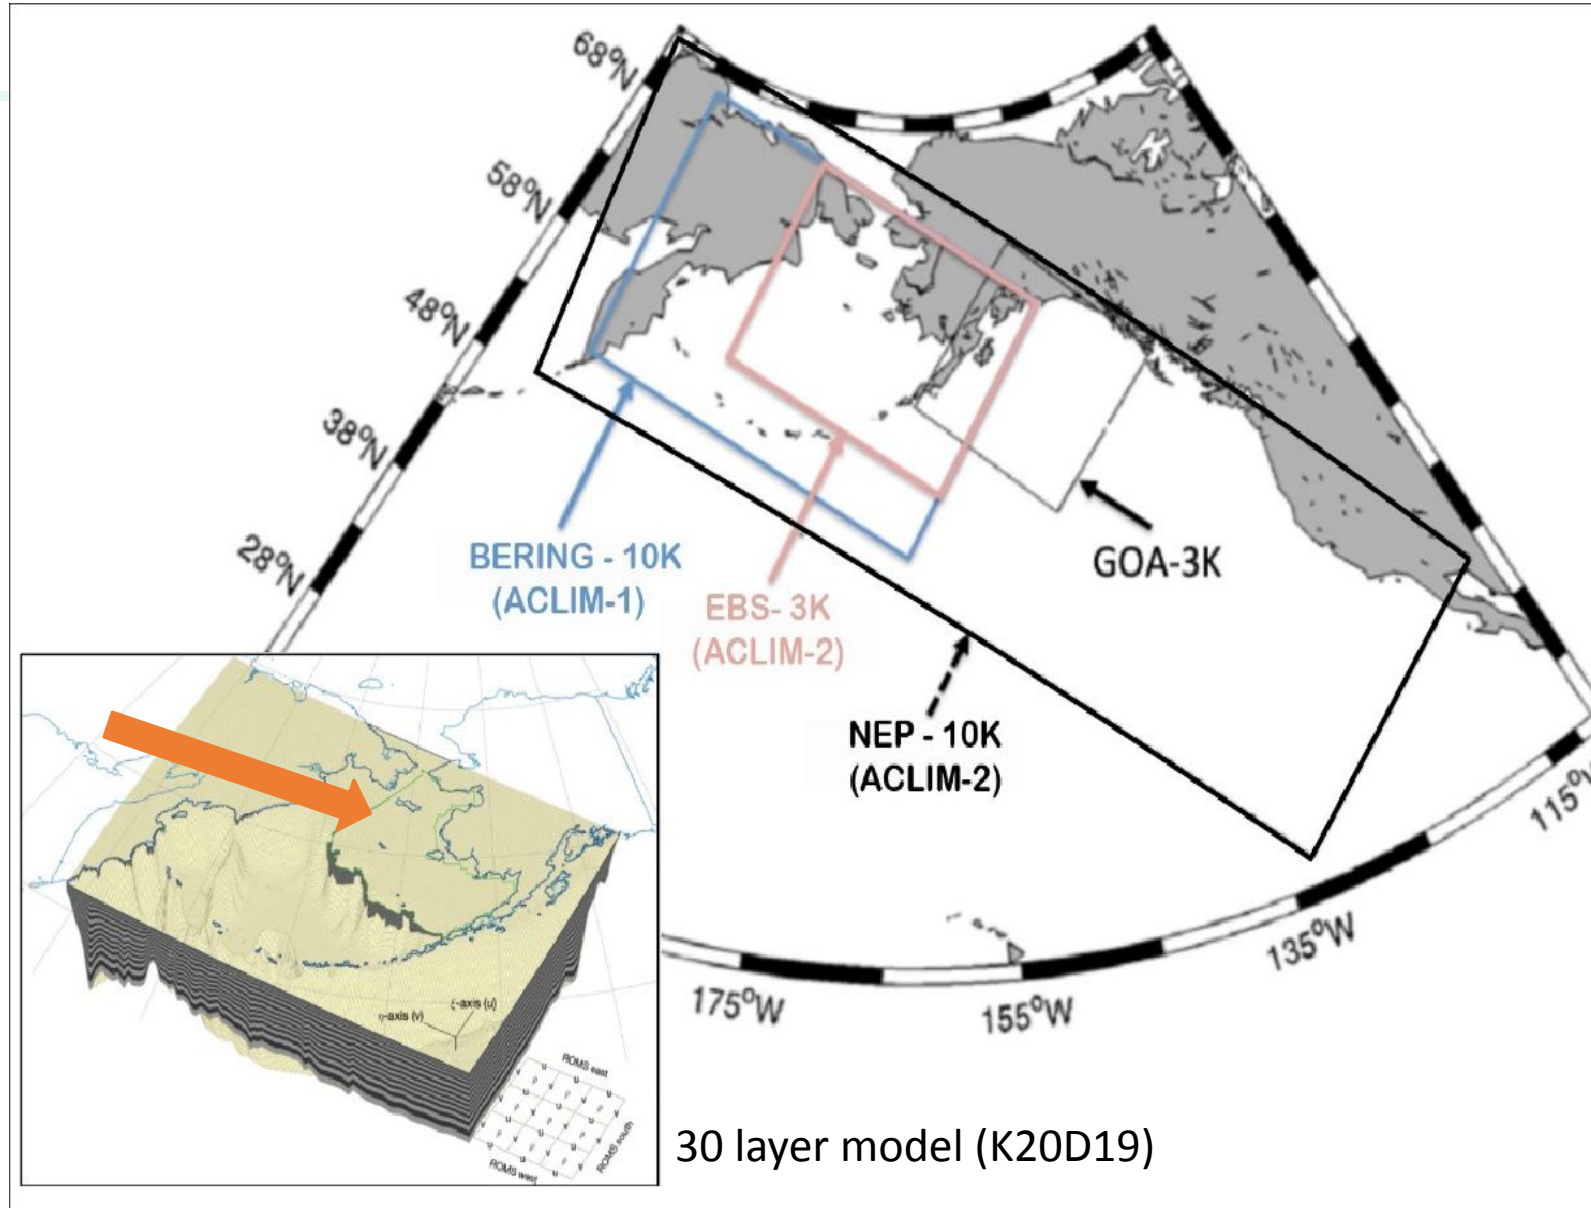 68°N
58°N
48°N
38°N
28°N
BERING - 10K
(ACLIM-1)
EBS- 3K
(ACLIM-2)
GOA-3K
NEP - 10K
(ACLIM-2)
115°W
135°W
155°W
175°W
ξ-axis (u)
η-axis (v)
ROMS east
ROMS south
ROMS west
30 layer model (K20D19)